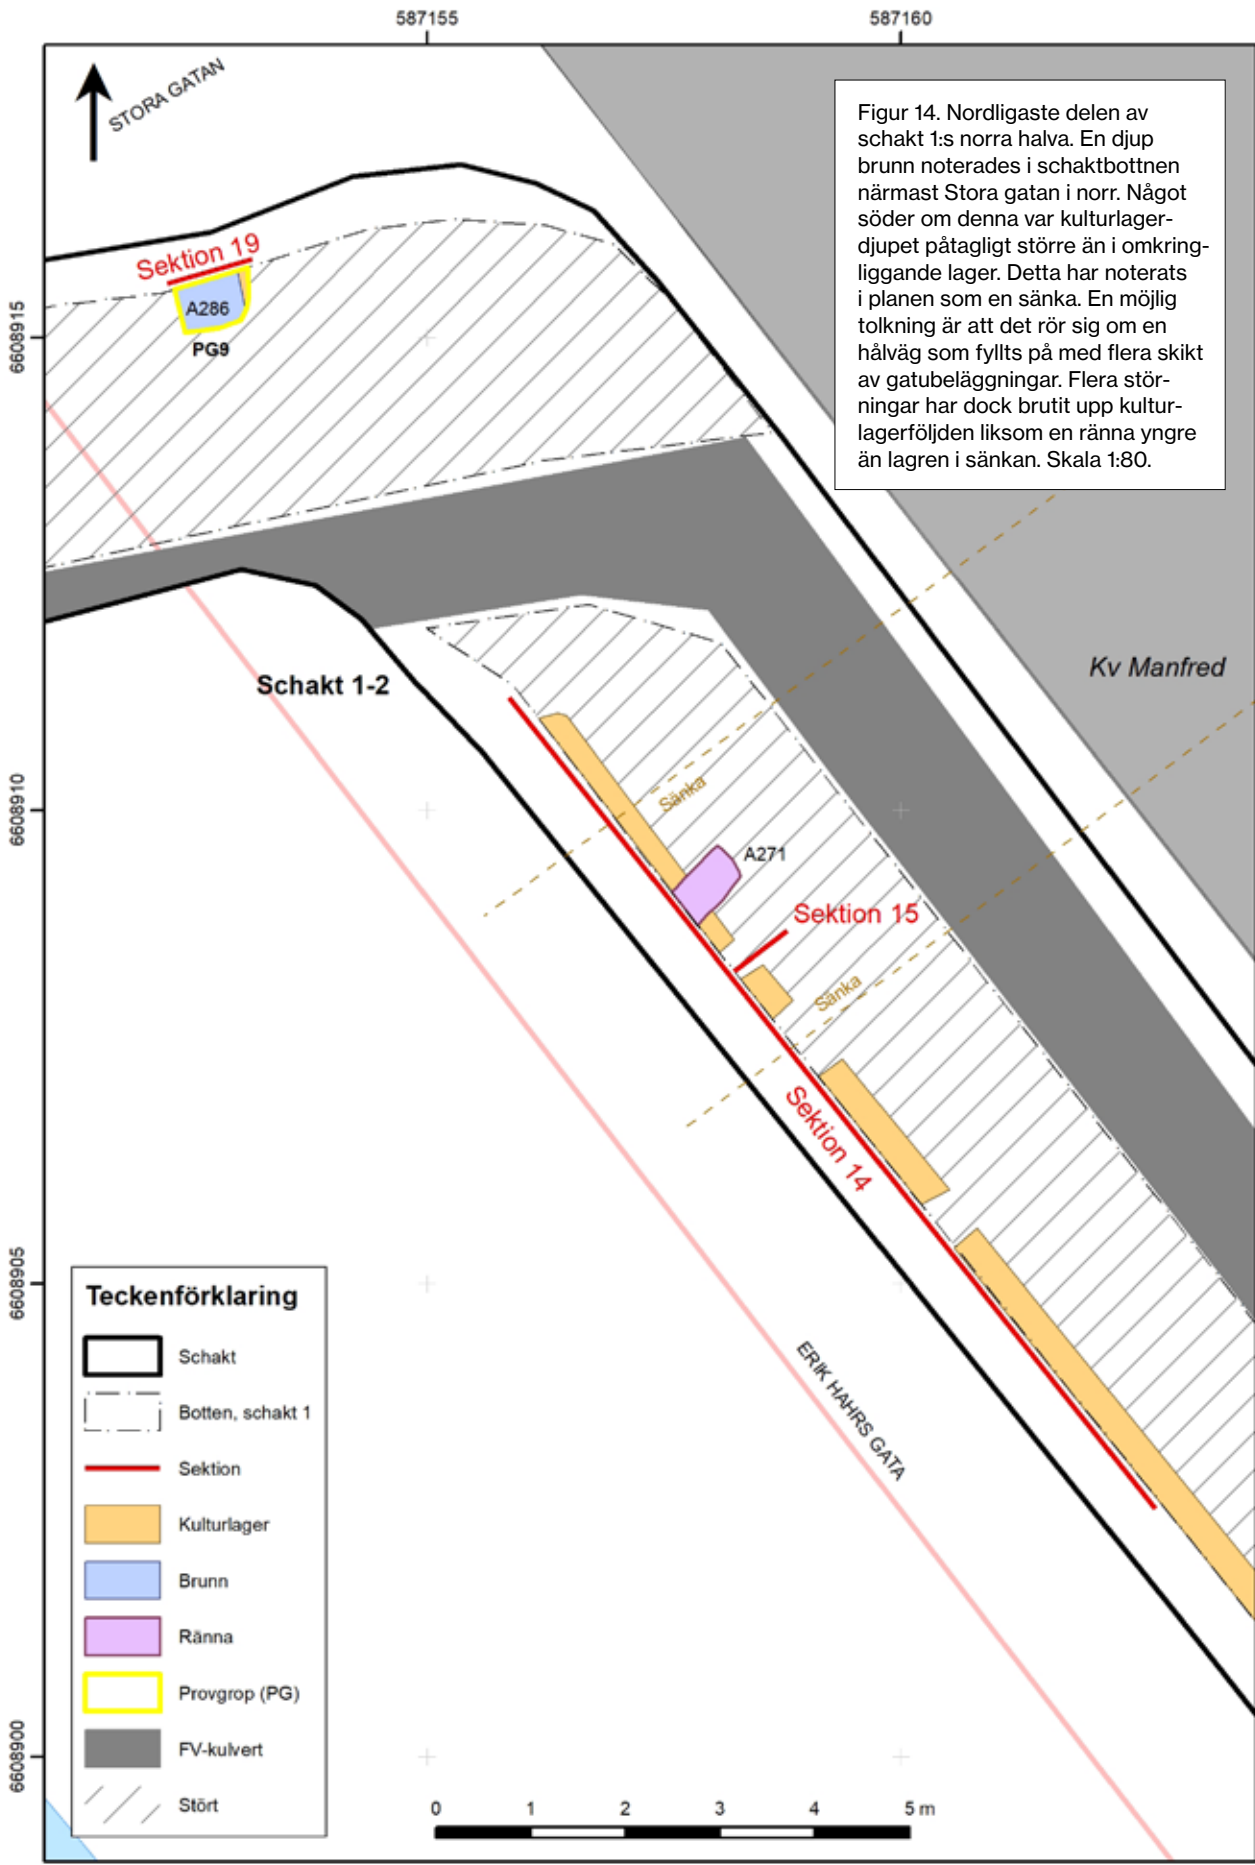 587155
587160
STORA GATAN
Figur 14. Nordligaste delen av
schakt 1:s norra halva. En djup
brunn noterades i schaktbottnen
närmast Stora gatan i norr. Något
söder om denna var kulturlager-
djupet påtagligt större än i omkring-
liggande lager. Detta har noterats
i planen som en sänka. En möjlig
tolkning är att det rör sig om en
hålväg som fyllts på med flera skikt
av gatubeläggningar. Flera stör-
ningar har dock brutit upp kultur-
lagerföljden liksom en ränna yngre
än lagren i sänkan. Skala 1:80.
Sektion 19
A286
PG9
6608915
Kv Manfred
Schakt 1-2
6608910
Sänka
A271
Sektion 15
Sänka
Sektion 14
6608905
ERIK HAHRS GATA
6608900
Teckenförklaring
Schakt
Botten, schakt 1
Sektion
Kulturlager
Brunn
Ränna
Provgrop (PG)
FV-kulvert
Stört
0 1 2 3 4 5 m